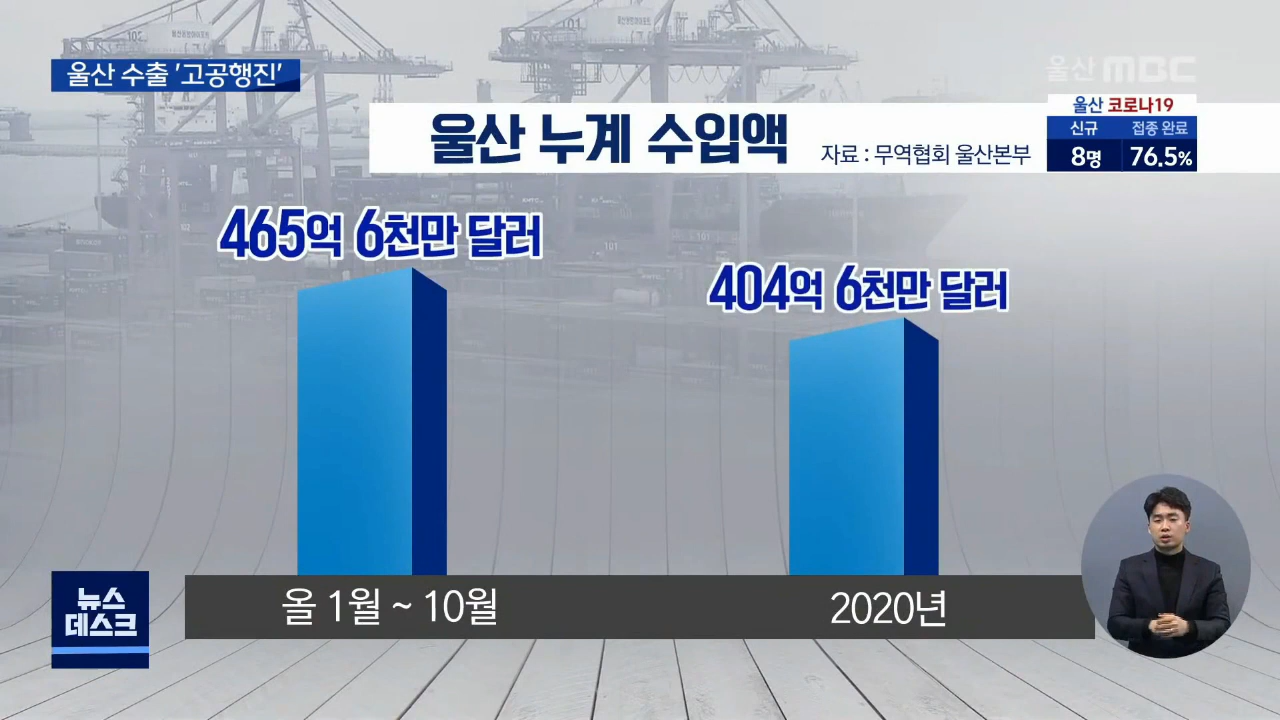 울산 수출 '고공행진'
울산 MBC
울산 코로나19
신규 접종 완료
8명 76.5%
울산 누계 수입액
자료 : 무역협회 울산본부
465억 6천만 달러
404억 6천만 달러
올 1월 ~ 10월
2020년
뉴스
데스크
101